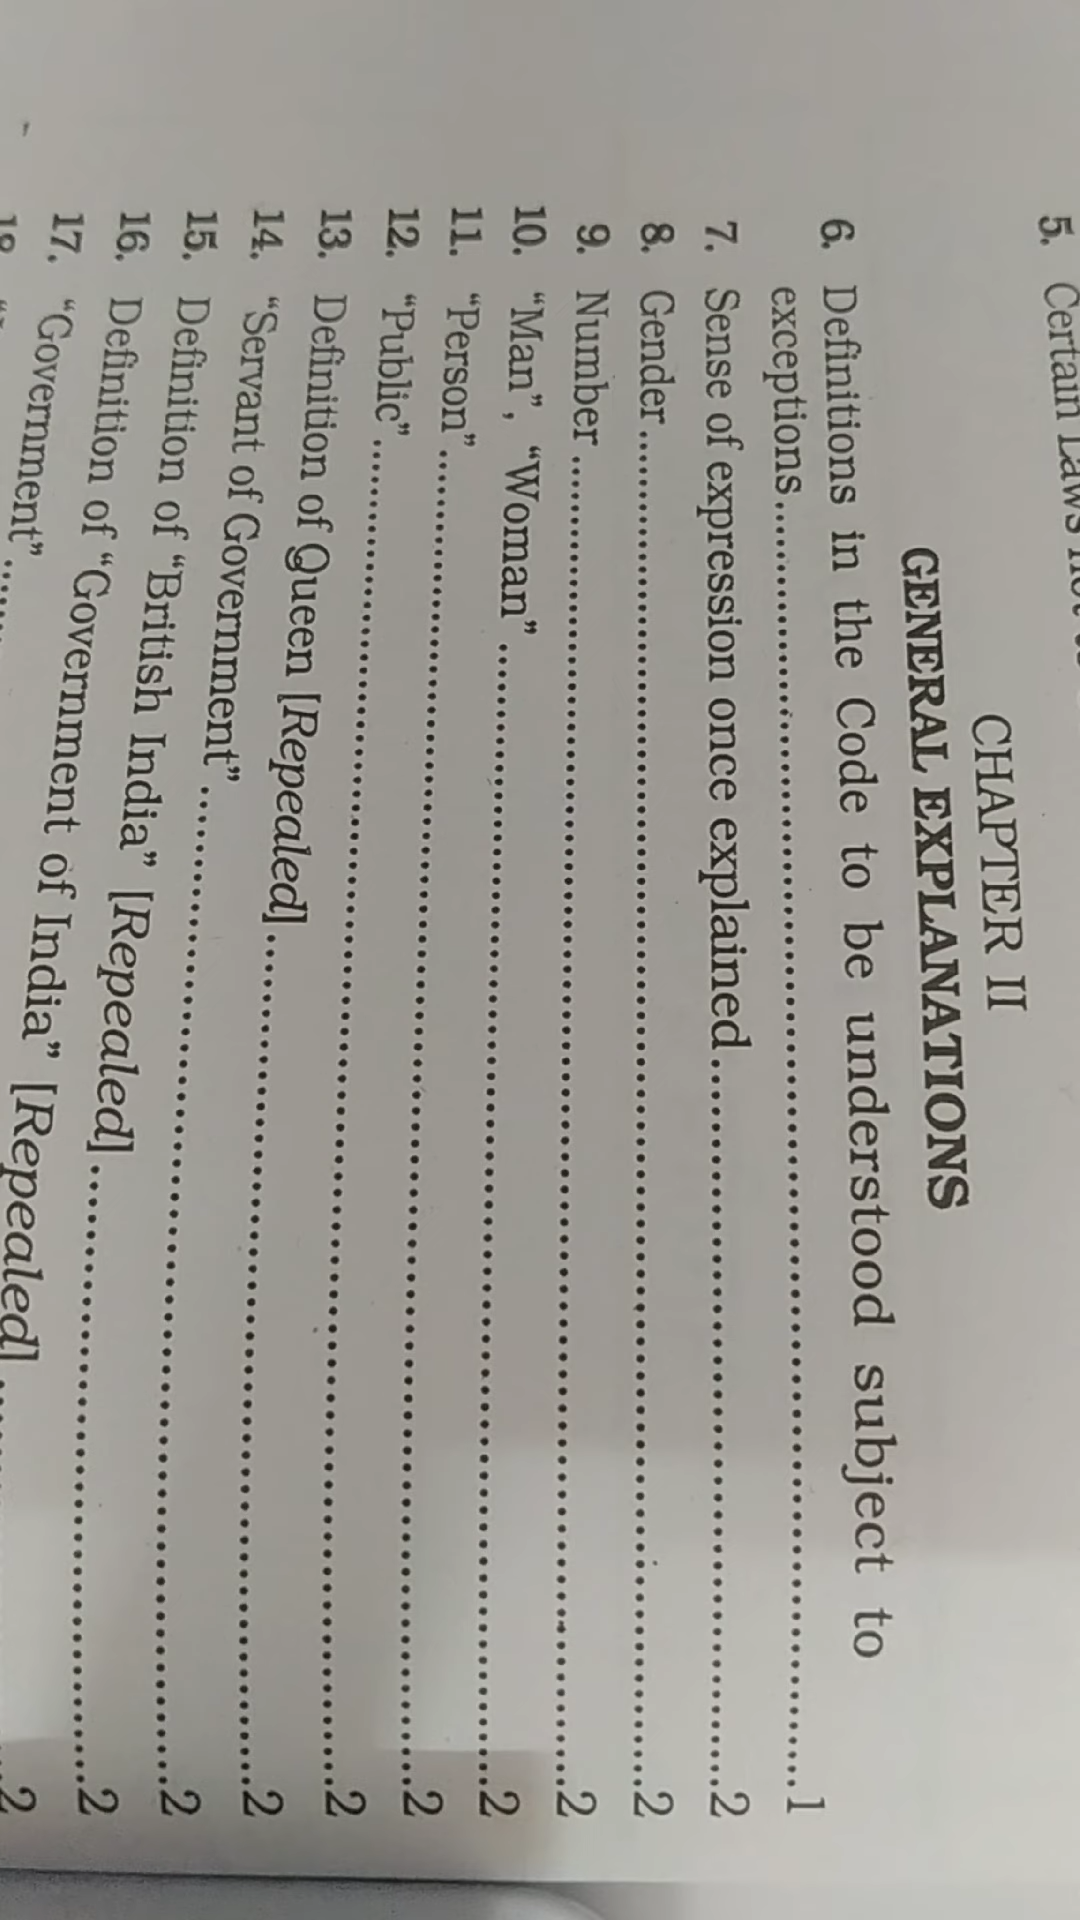 5. Certain Laws not
CHAPTER II
GENERAL EXPLANATIONS
6. Definitions in the Code to be understood subject to
exceptions..........1
7. Sense of expression once explained..........2
8. Gender..........2
9. Number..........2
10. “Man”, “Woman”..........2
11. “Person”..........2
12. “Public”..........2
13. Definition of Queen [Repealed]..........2
14. “Servant of Government”..........2
15. Definition of “British India” [Repealed]..........2
16. Definition of “Government of India” [Repealed]..........2
17. “Government”..........